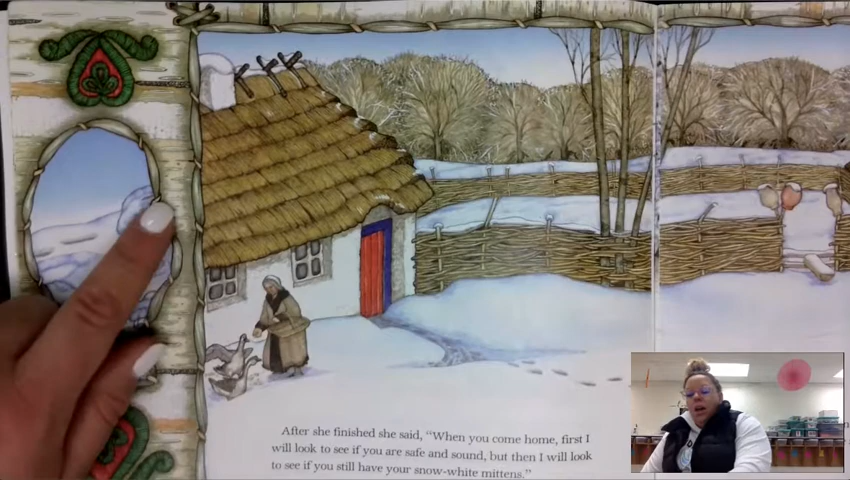 After she finished she said, "When you come home, first I
will look to see if you are safe and sound, but then I will look
to see if you still have your snow-white mittens."